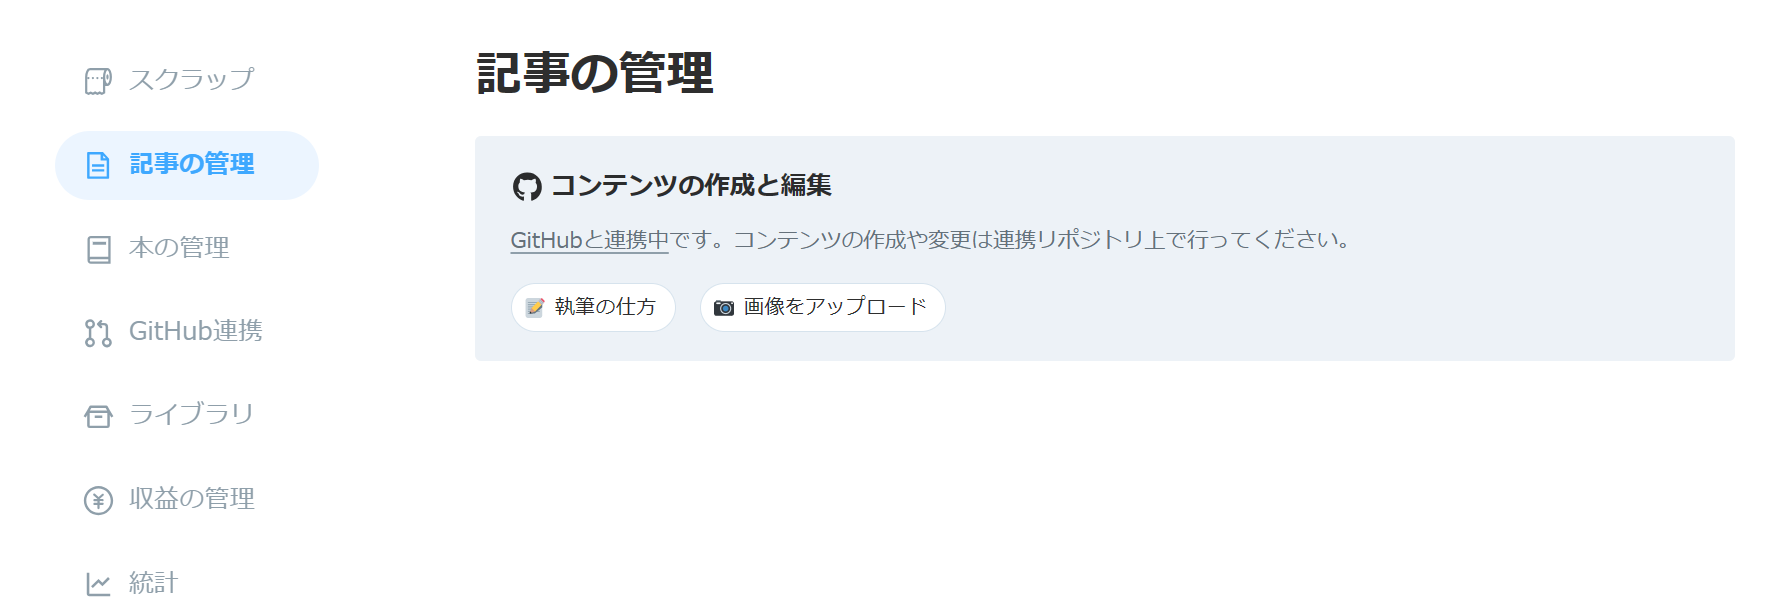 スクラップ
記事の管理
本の管理
GitHub連携
ライブラリ
収益の管理
統計
記事の管理
コンテンツの作成と編集
GitHubと連携中です。コンテンツの作成や変更は連携リポジトリ上で行ってください。
執筆の仕方
画像をアップロード